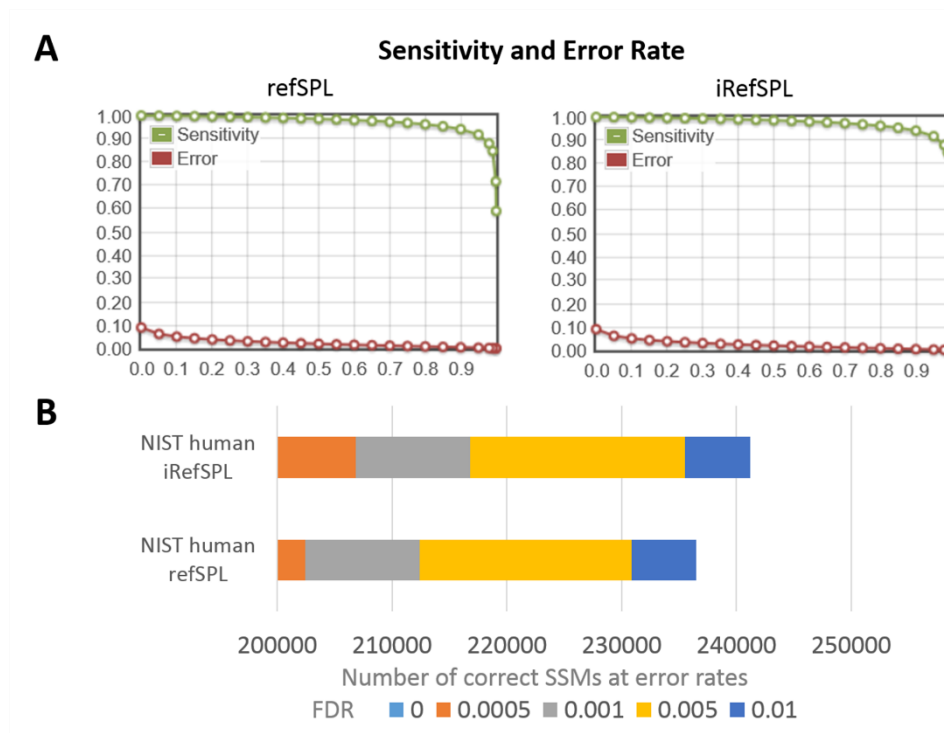 A
Sensitivity and Error Rate
refSPL
iRefSPL
1.00
0.90
0.80
0.70
0.60
0.50
0.40
0.30
0.20
0.10
0.00
Sensitivity
Error
0.0 0.1 0.2 0.3 0.4 0.5 0.6 0.7 0.8 0.9
1.00
0.90
0.80
0.70
0.60
0.50
0.40
0.30
0.20
0.10
0.00
Sensitivity
Error
0.0 0.1 0.2 0.3 0.4 0.5 0.6 0.7 0.8 0.9
B
NIST human
iRefSPL
NIST human
refSPL
200000 210000 220000 230000 240000 250000
Number of correct SSMs at error rates
FDR 0 0.0005 0.001 0.005 0.01